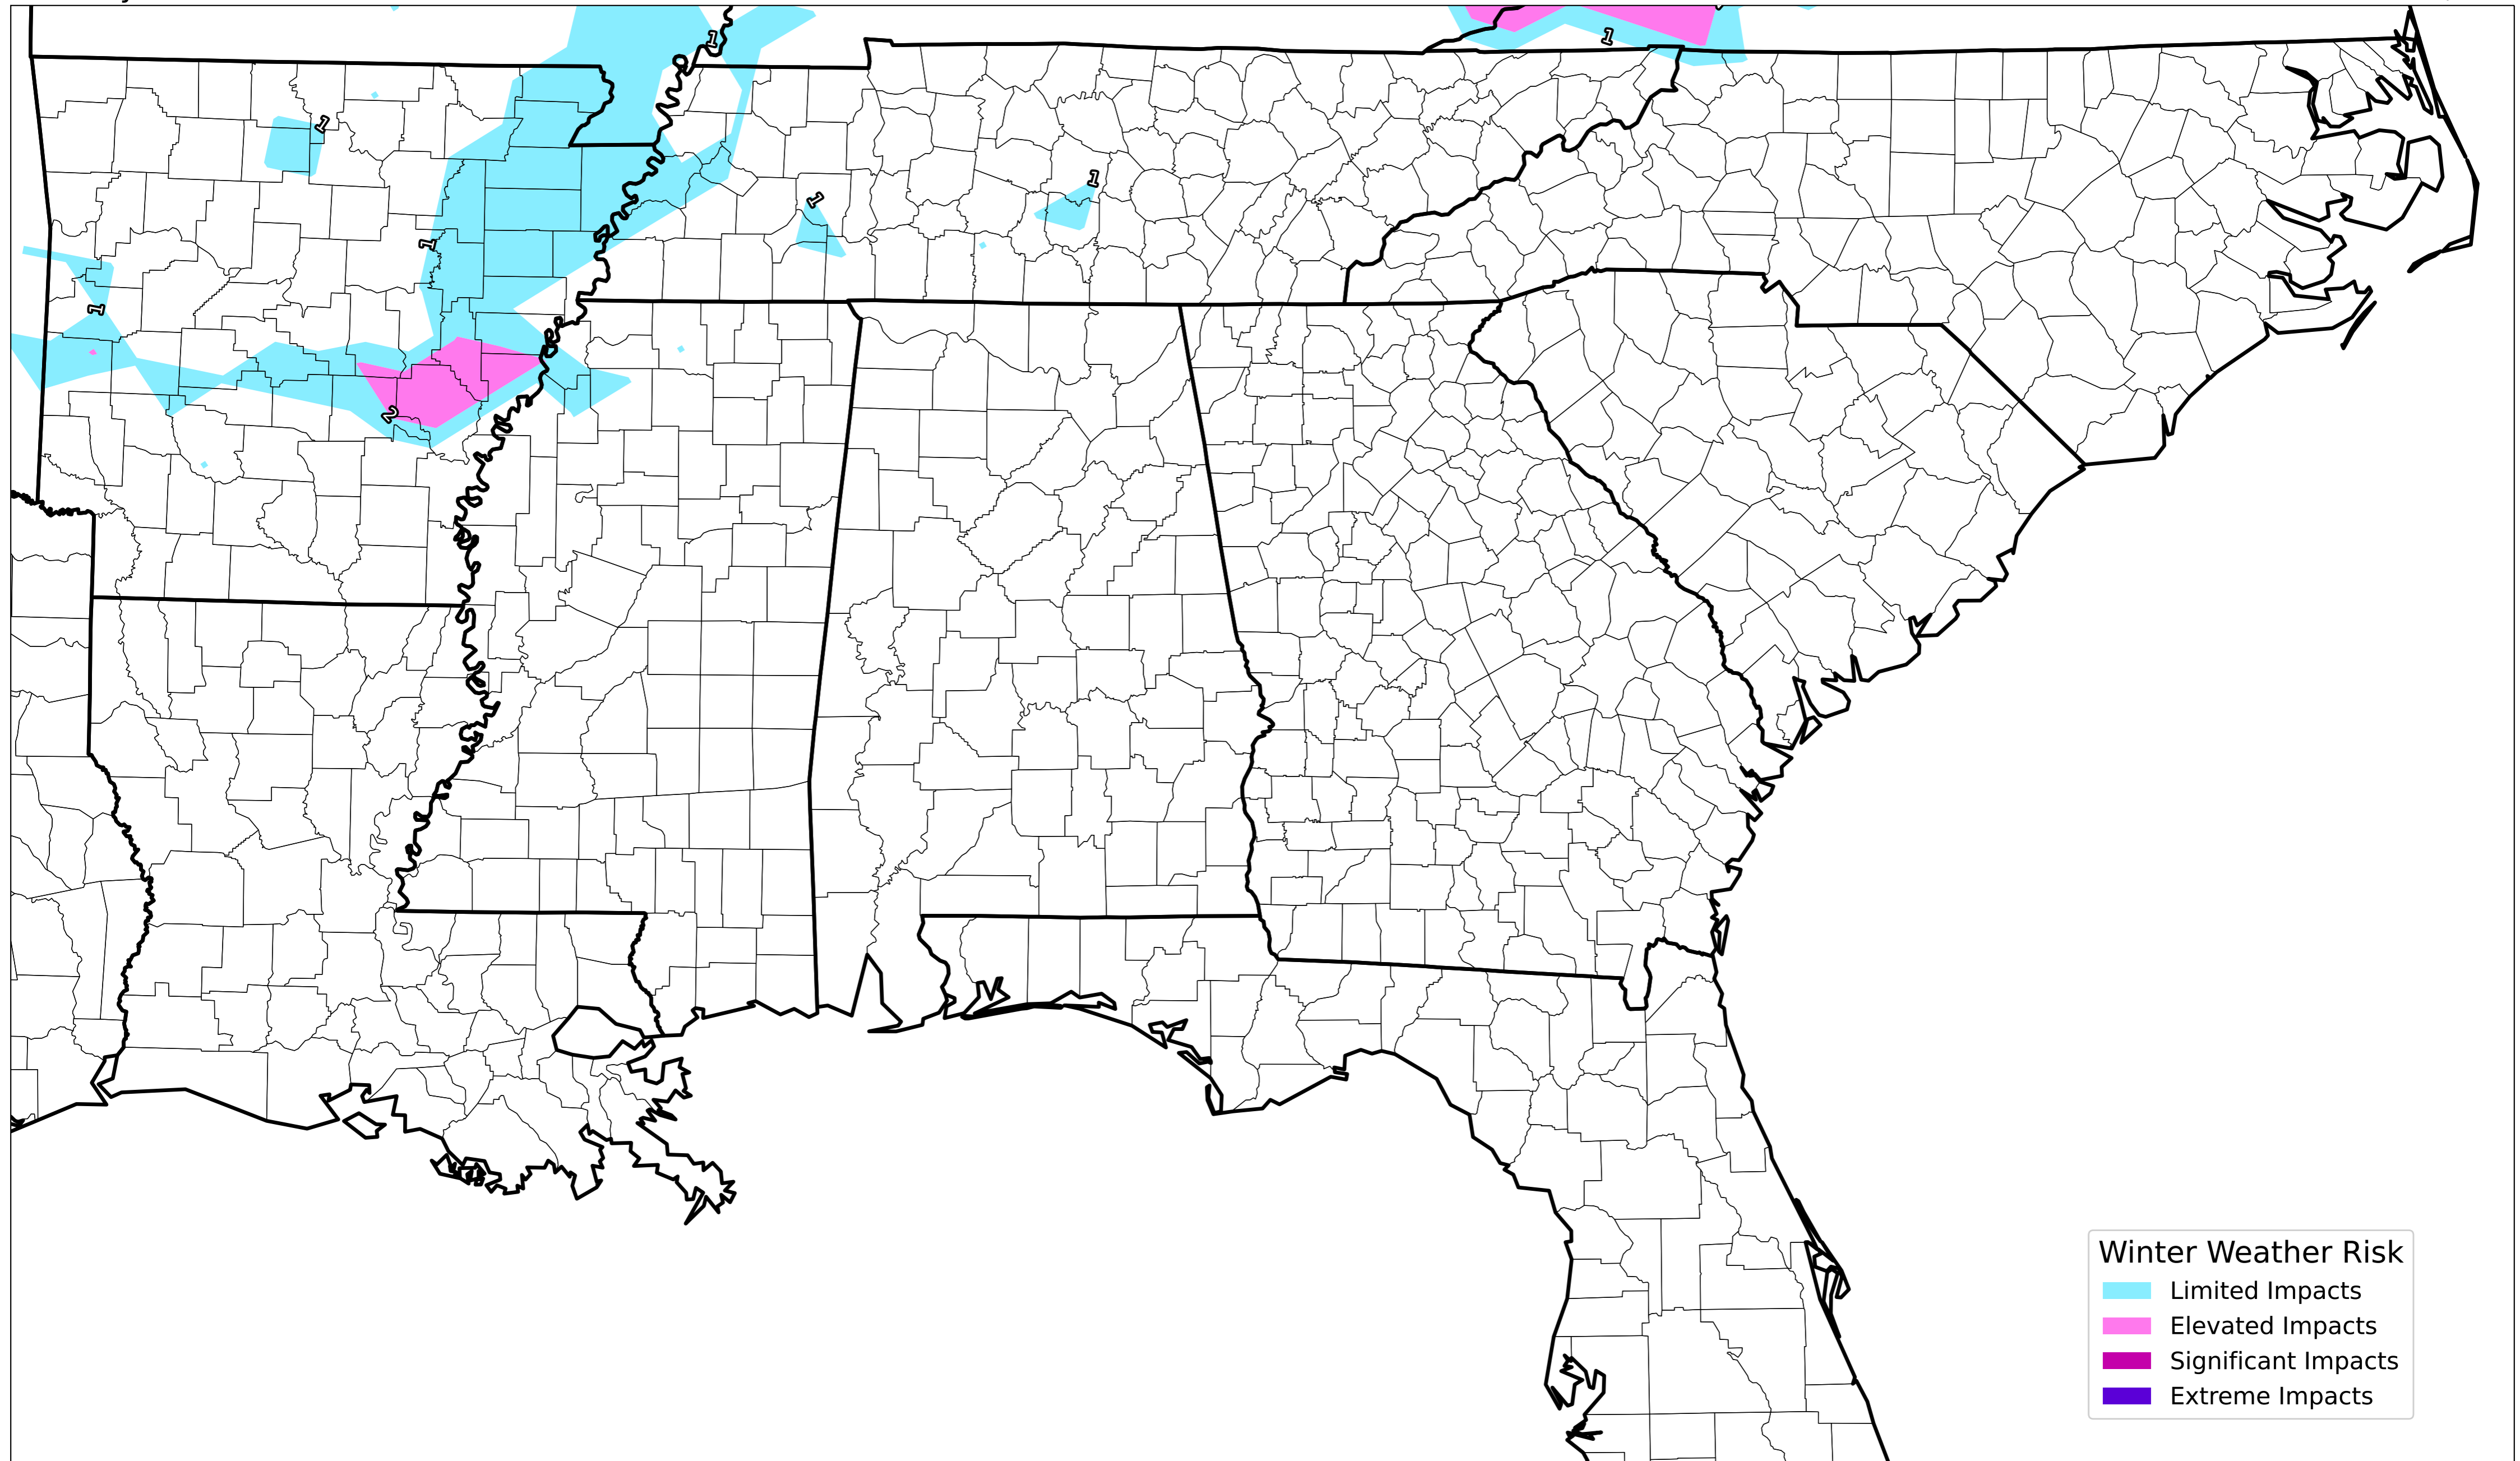 1
1
1
1
1
1
1
2
Winter Weather Risk
Limited Impacts
Elevated Impacts
Significant Impacts
Extreme Impacts